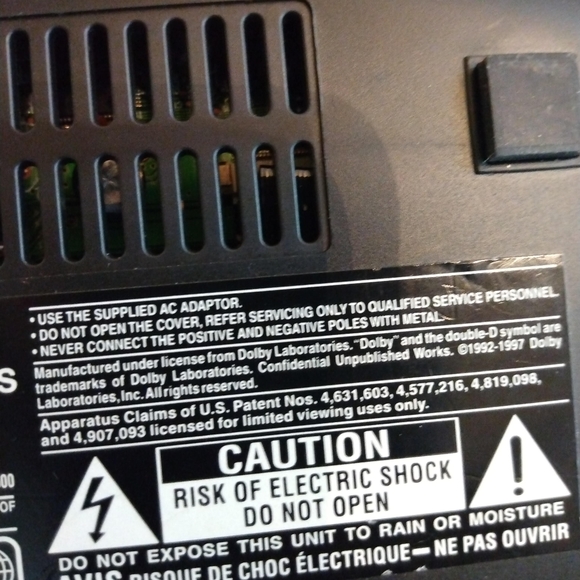 • USE THE SUPPLIED AC ADAPTOR.
• DO NOT OPEN THE COVER, REFER SERVICING ONLY TO QUALIFIED SERVICE PERSONNEL.
• NEVER CONNECT THE POSITIVE AND NEGATIVE POLES WITH METAL.
Manufactured under license from Dolby Laboratories. "Dolby" and the double-D symbol are
trademarks of Dolby Laboratories. Confidential Unpublished Works. ©1992-1997 Dolby
Laboratories, Inc. All rights reserved.
Apparatus Claims of U.S. Patent Nos. 4,631,603, 4,577,216, 4,819,098,
and 4,907,093 licensed for limited viewing uses only.
S
00
OF
CAUTION
RISK OF ELECTRIC SHOCK
DO NOT OPEN
DO NOT EXPOSE THIS UNIT TO RAIN OR MOISTURE
AVIS RISQUE DE CHOC ÉLECTRIQUE—NE PAS OUVRIR